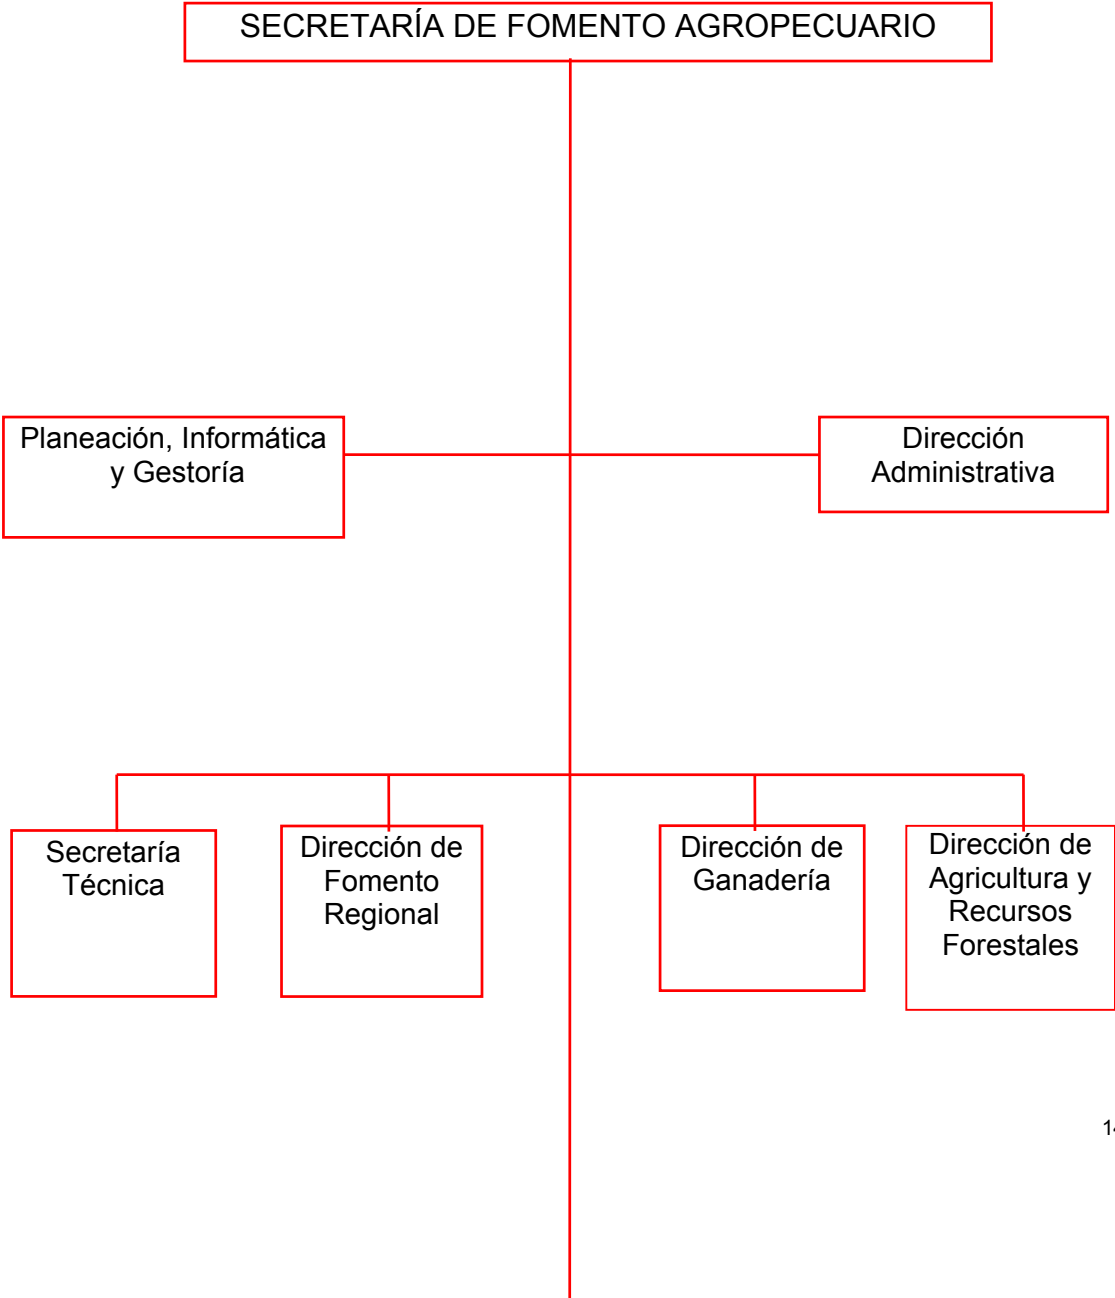 SECRETARÍA DE FOMENTO AGROPECUARIO
Planeación, Informática
y Gestoría
Dirección
Administrativa
Secretaría
Técnica
Dirección de
Fomento
Regional
Dirección de
Ganadería
Dirección de
Agricultura y
Recursos
Forestales